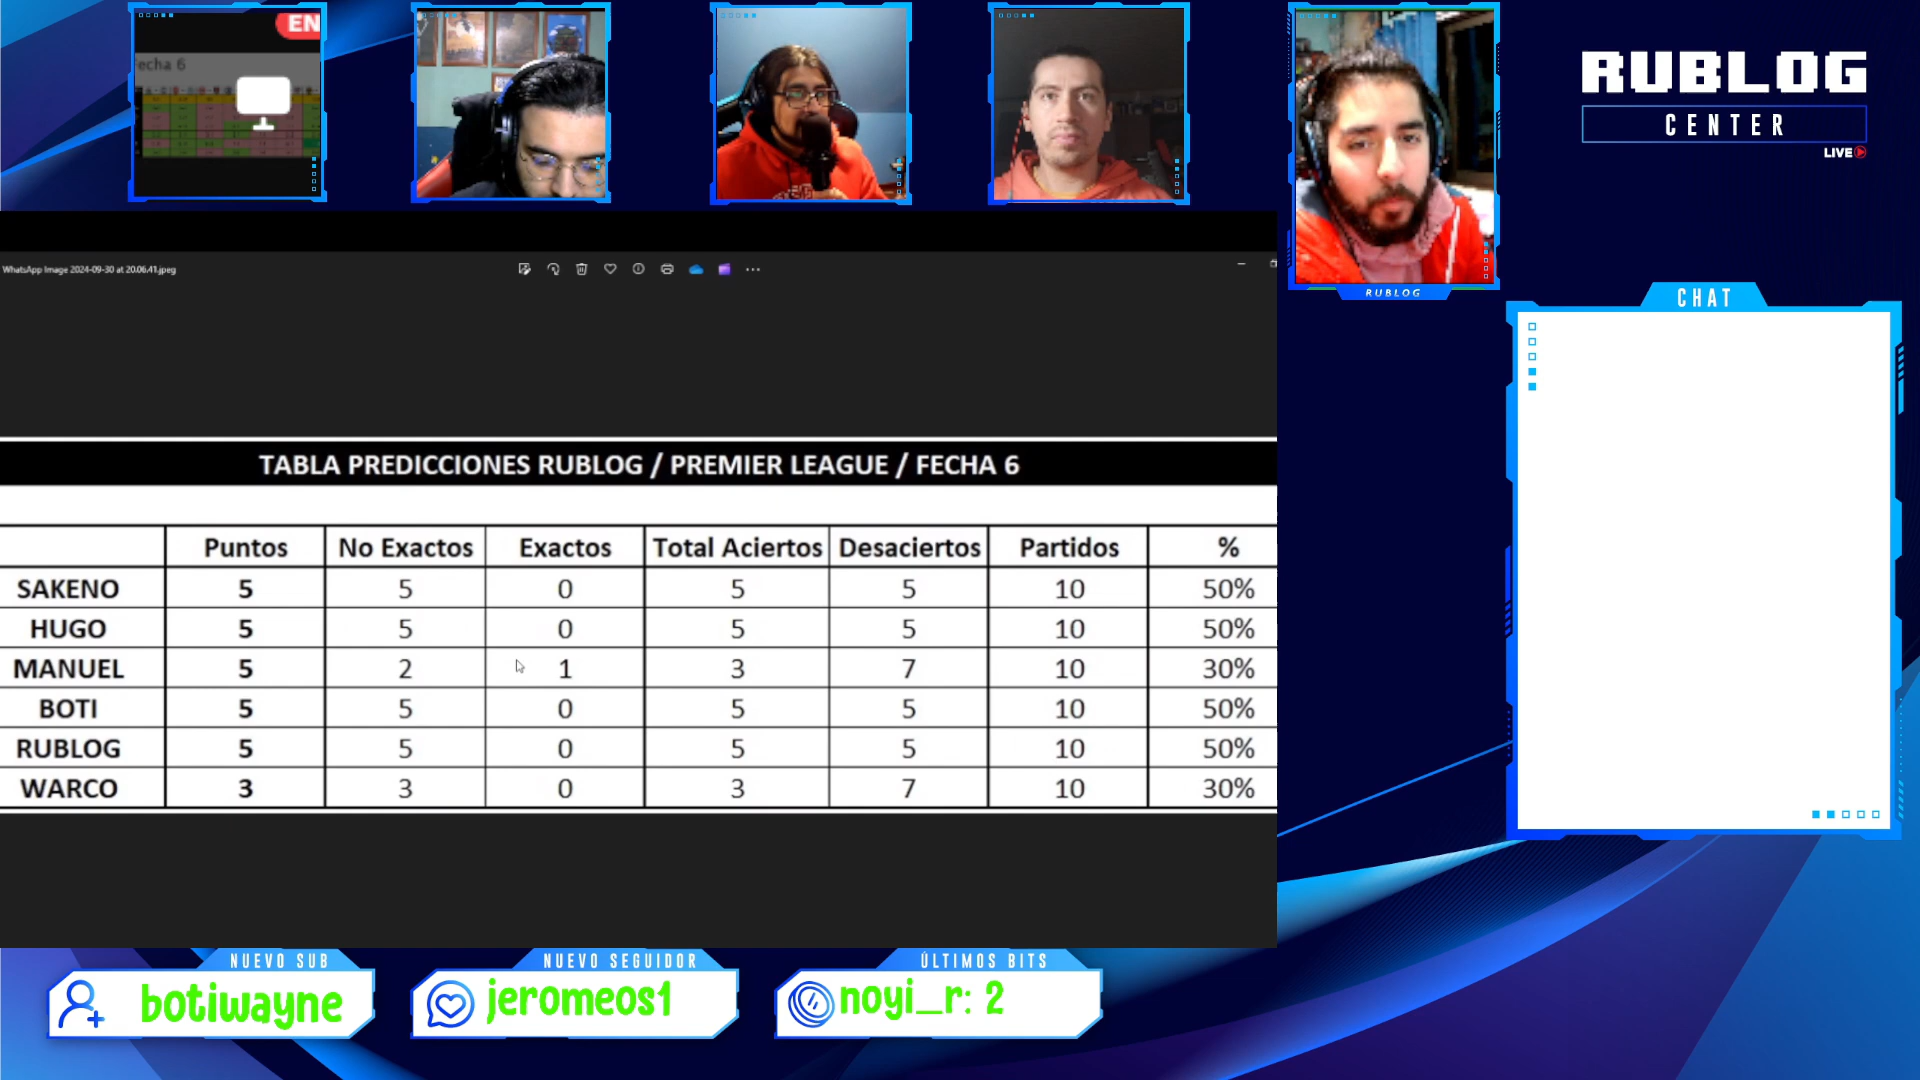 EN
echa 6
RUBLOG
CENTER
LIVE
RUBLOG
WhatsApp Image 2024-09-30 at 20.06.41.jpeg
CHAT
TABLA PREDICCIONES RUBLOG / PREMIER LEAGUE / FECHA 6
Puntos No Exactos Exactos Total Aciertos Desaciertos Partidos %
SAKENO 5 5 0 5 5 10 50%
HUGO 5 5 0 5 5 10 50%
MANUEL 5 2 1 3 7 10 30%
BOTI 5 5 0 5 5 10 50%
RUBLOG 5 5 0 5 5 10 50%
WARCO 3 3 0 3 7 10 30%
NUEVO SUB
botiwayne
NUEVO SEGUIDOR
jeromeos1
ÚLTIMOS BITS
noyi_r: 2